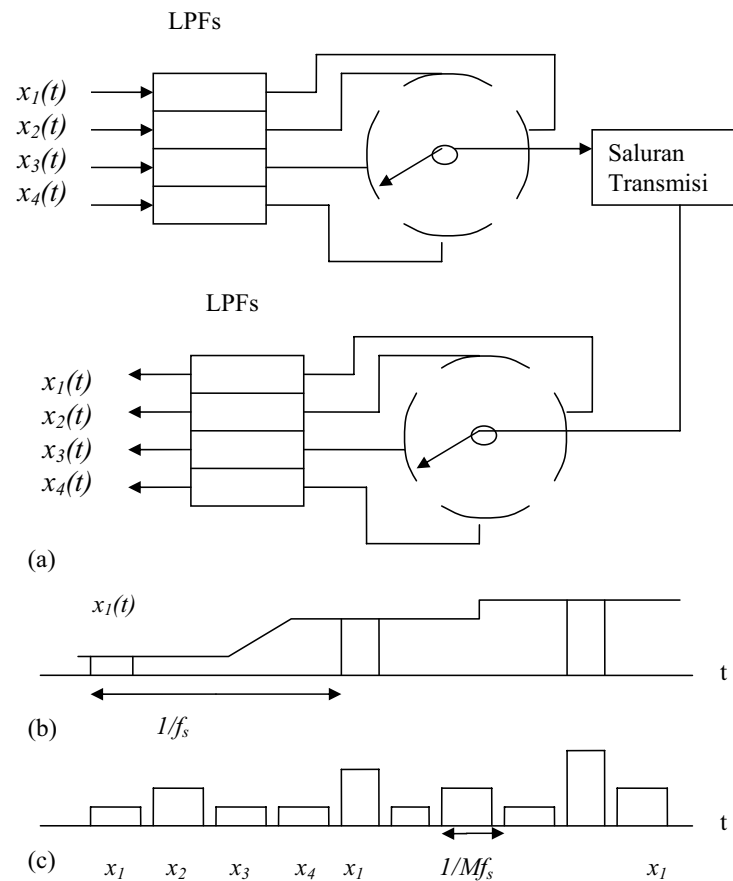 LPFs
x₁(t)
x₂(t)
x₃(t)
x₄(t)
Saluran
Transmisi
LPFs
x₁(t)
x₂(t)
x₃(t)
x₄(t)
(a)
x₁(t)
t
1/fₛ
(b)
t
(c) x₁ x₂ x₃ x₄ x₁ 1/Mfₛ x₁